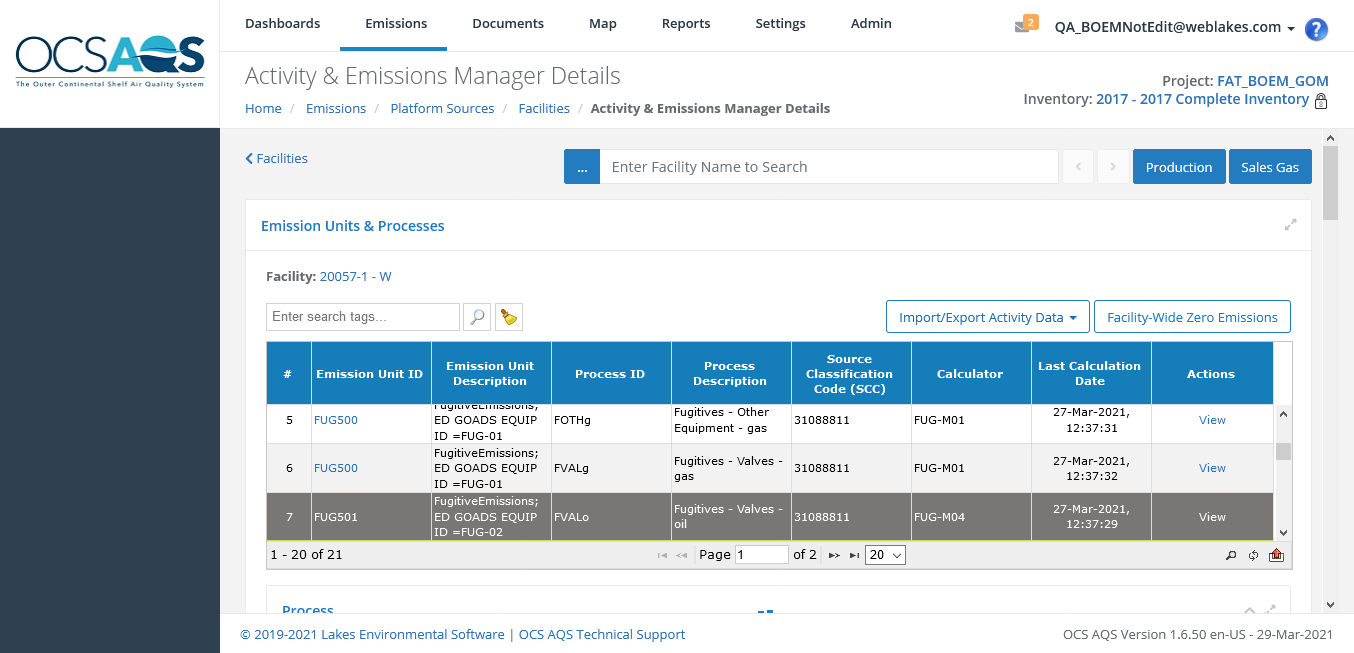 Dashboards Emissions Documents Map Reports Settings Admin 2 QA_BOEMNotEdit@weblakes.com ?
OCSAQS
The Outer Continental Shelf Air Quality System
Activity & Emissions Manager Details
Project: FAT_BOEM_GOM
Inventory: 2017 - 2017 Complete Inventory
Home / Emissions / Platform Sources / Facilities / Activity & Emissions Manager Details
Facilities
... Enter Facility Name to Search < > Production Sales Gas
Emission Units & Processes
Facility: 20057-1 - W
Enter search tags... Import/Export Activity Data Facility-Wide Zero Emissions
# Emission Unit ID Emission Unit Description Process ID Process Description Source Classification Code (SCC) Calculator Last Calculation Date Actions
5 FUG500 FugitiveEmissions; ED GOADS EQUIP ID =FUG-01 FOTHg Fugitives - Other Equipment - gas 31088811 FUG-M01 27-Mar-2021, 12:37:31 View
6 FUG500 FugitiveEmissions; ED GOADS EQUIP ID =FUG-01 FVALg Fugitives - Valves - gas 31088811 FUG-M01 27-Mar-2021, 12:37:32 View
7 FUG501 FugitiveEmissions; ED GOADS EQUIP ID =FUG-02 FVALo Fugitives - Valves - oil 31088811 FUG-M04 27-Mar-2021, 12:37:29 View
1 - 20 of 21 Page 1 of 2 20
Process
© 2019-2021 Lakes Environmental Software | OCS AQS Technical Support OCS AQS Version 1.6.50 en-US - 29-Mar-2021